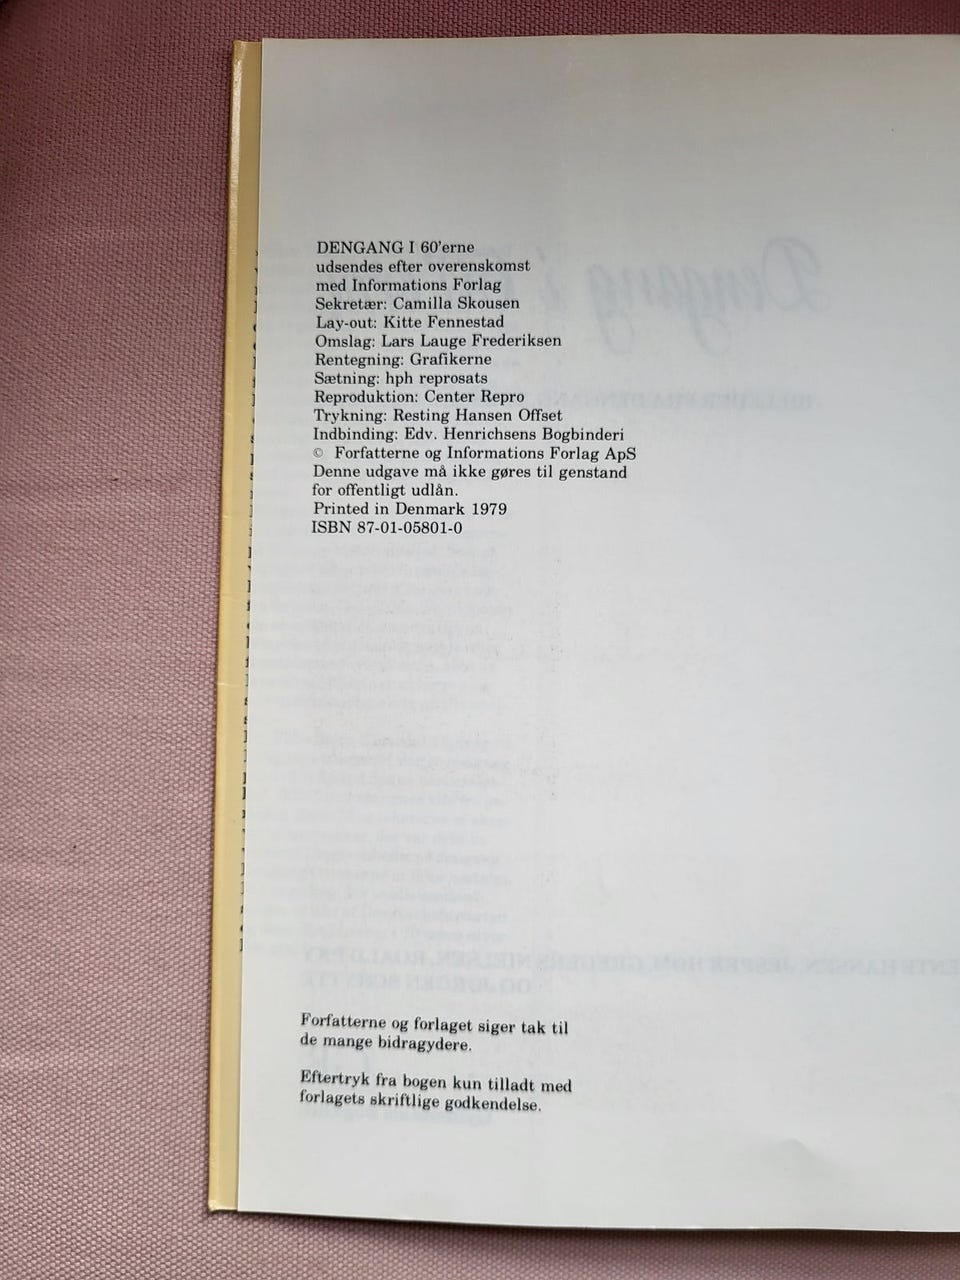 DENGANG I 60'erne
udsendes efter overenskomst
med Informations Forlag
Sekretær: Camilla Skousen
Lay-out: Kitte Fennestad
Omslag: Lars Lauge Frederiksen
Rentegning: Grafikerne
Sætning: hph reprosats
Reproduktion: Center Repro
Trykning: Resting Hansen Offset
Indbinding: Edv. Henrichsens Bogbinderi
© Forfatterne og Informations Forlag ApS
Denne udgave må ikke gøres til genstand
for offentligt udlån.
Printed in Denmark 1979
ISBN 87-01-05801-0
Forfatterne og forlaget siger tak til
de mange bidragydere.
Eftertryk fra bogen kun tilladt med
forlagets skriftlige godkendelse.